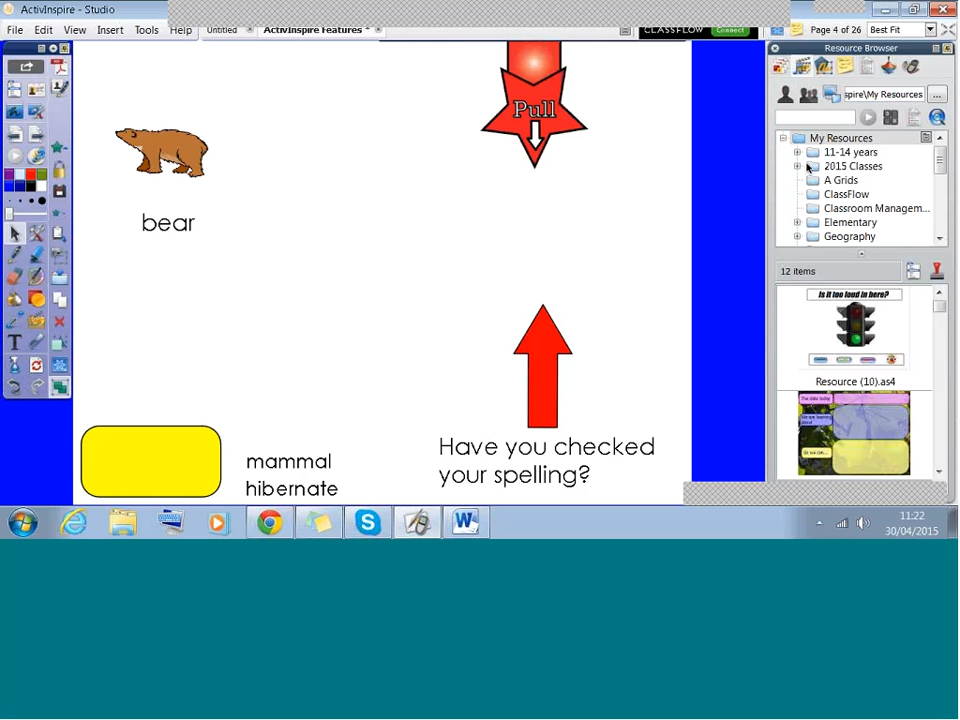 ActivInspire - Studio
File Edit View Insert Tools Help
Untitled
ActivInspire Features *
CLASSFLOW
Connect
Page 4 of 26
Best Fit
Resource Browser
spire\My Resources
...
My Resources
11-14 years
2015 Classes
A Grids
ClassFlow
Classroom Managem...
Elementary
Geography
12 items
Is it too loud in here?
Resource (10).as4
Pull
bear
mammal
hibernate
Have you checked
your spelling?
11:22
30/04/2015